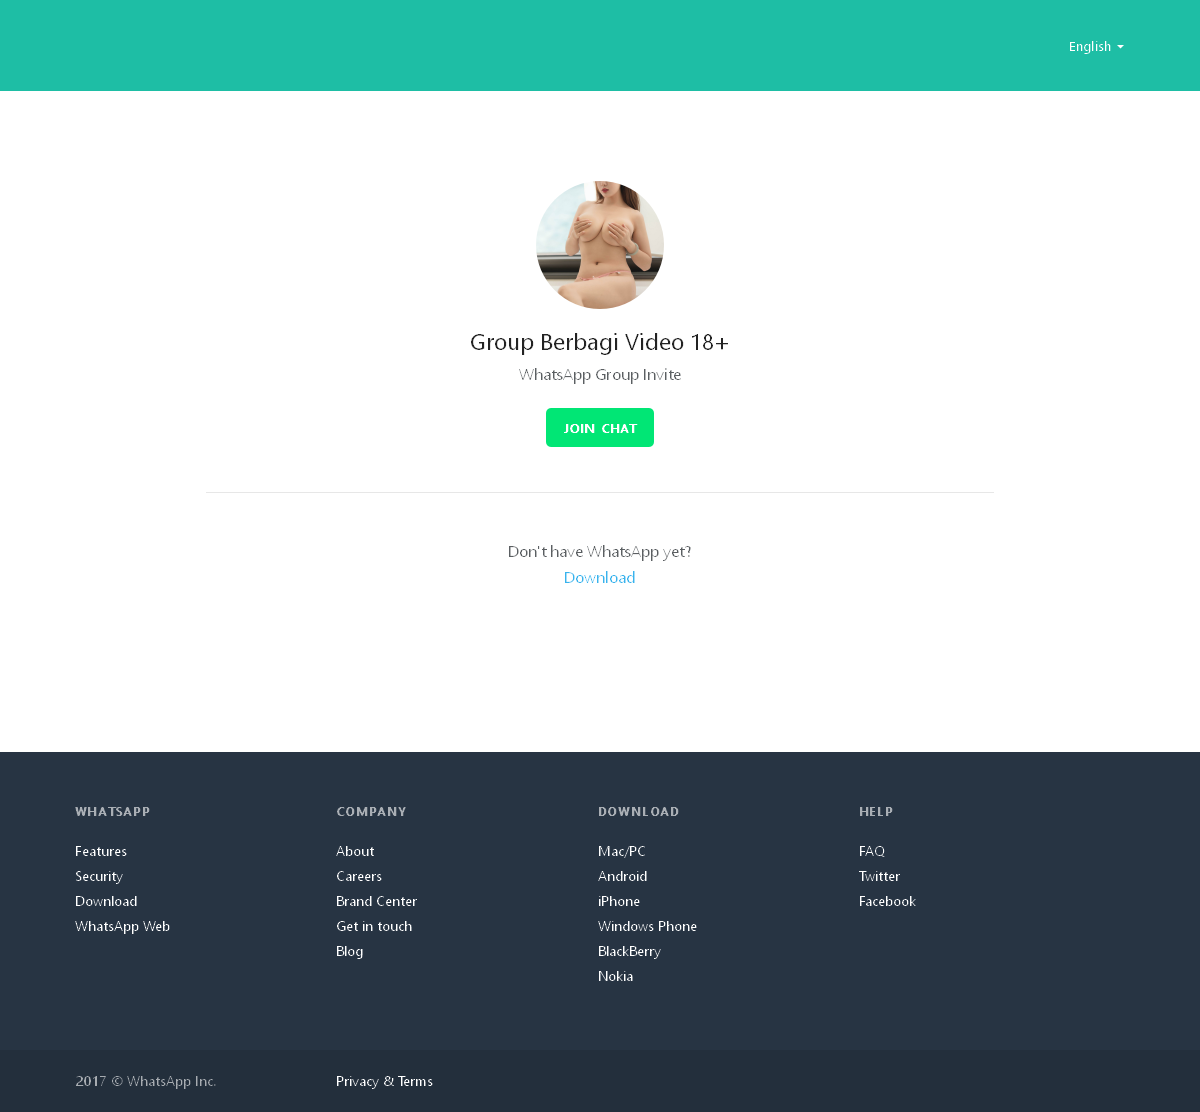 English
Group Berbagi Video 18+
WhatsApp Group Invite
JOIN CHAT
Don't have WhatsApp yet?
Download
WHATSAPP
Features
Security
Download
WhatsApp Web
COMPANY
About
Careers
Brand Center
Get in touch
Blog
DOWNLOAD
Mac/PC
Android
iPhone
Windows Phone
BlackBerry
Nokia
HELP
FAQ
Twitter
Facebook
2017 © WhatsApp Inc.
Privacy & Terms